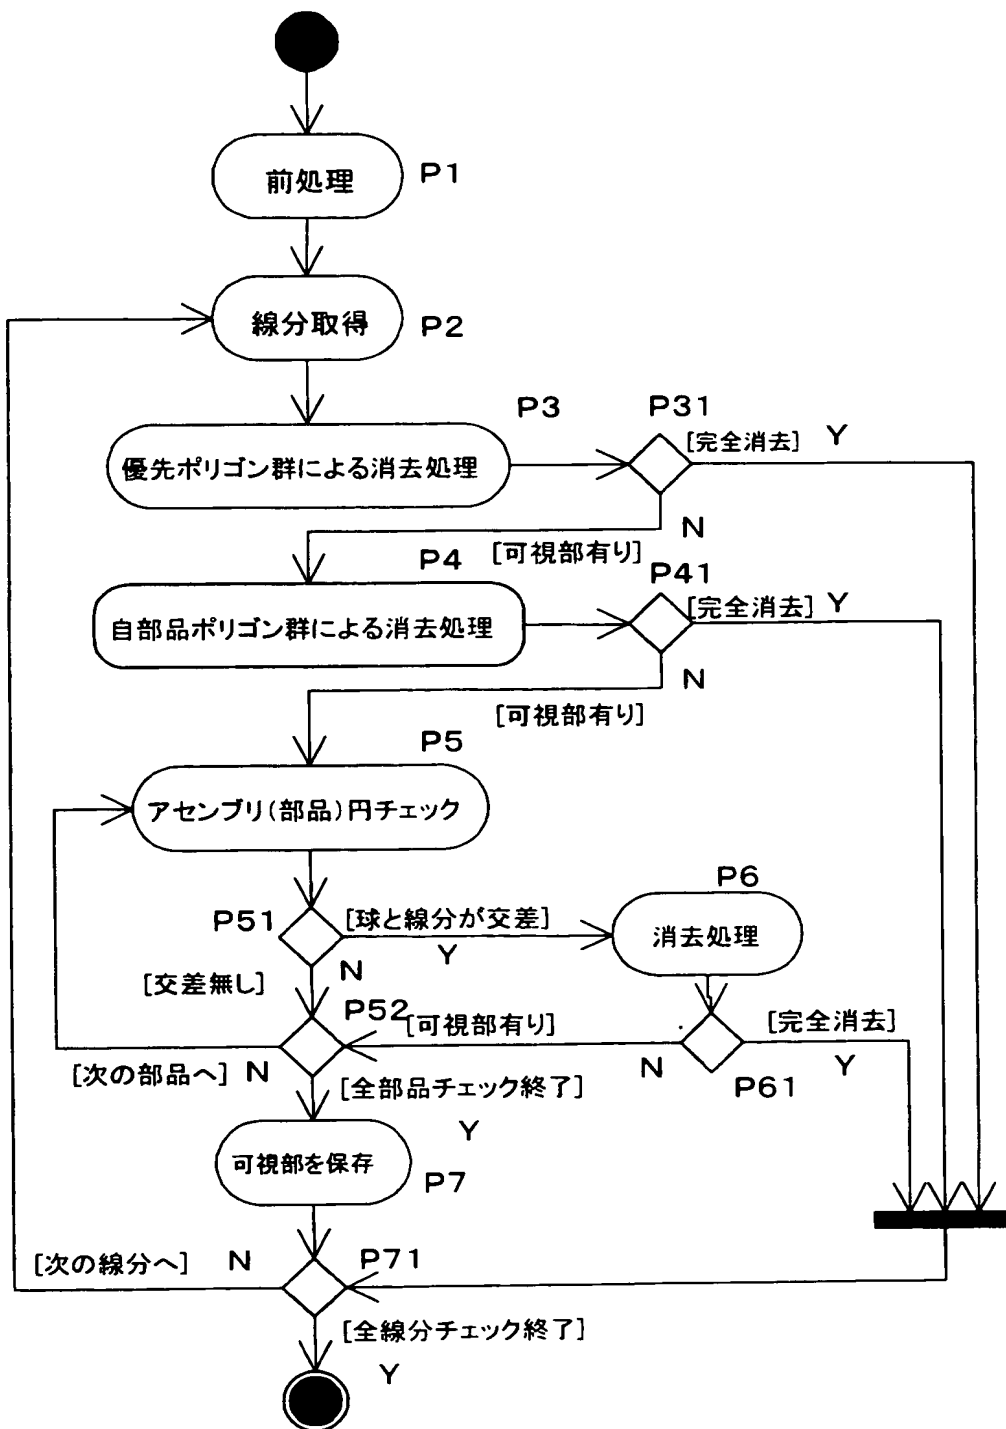 前処理
P1
線分取得
P2
P3
P31
[完全消去] Y
優先ポリゴン群による消去処理
N
[可視部有り]
P4
P41
[完全消去] Y
自部品ポリゴン群による消去処理
N
[可視部有り]
P5
アセンブリ(部品)円チェック
P6
P51
[球と線分が交差]
Y
消去処理
[交差無し]
N
P52
[可視部有り]
[完全消去]
[次の部品へ] N
N
Y
P61
[全部品チェック終了]
Y
可視部を保存
P7
[次の線分へ] N
P71
[全線分チェック終了]
Y